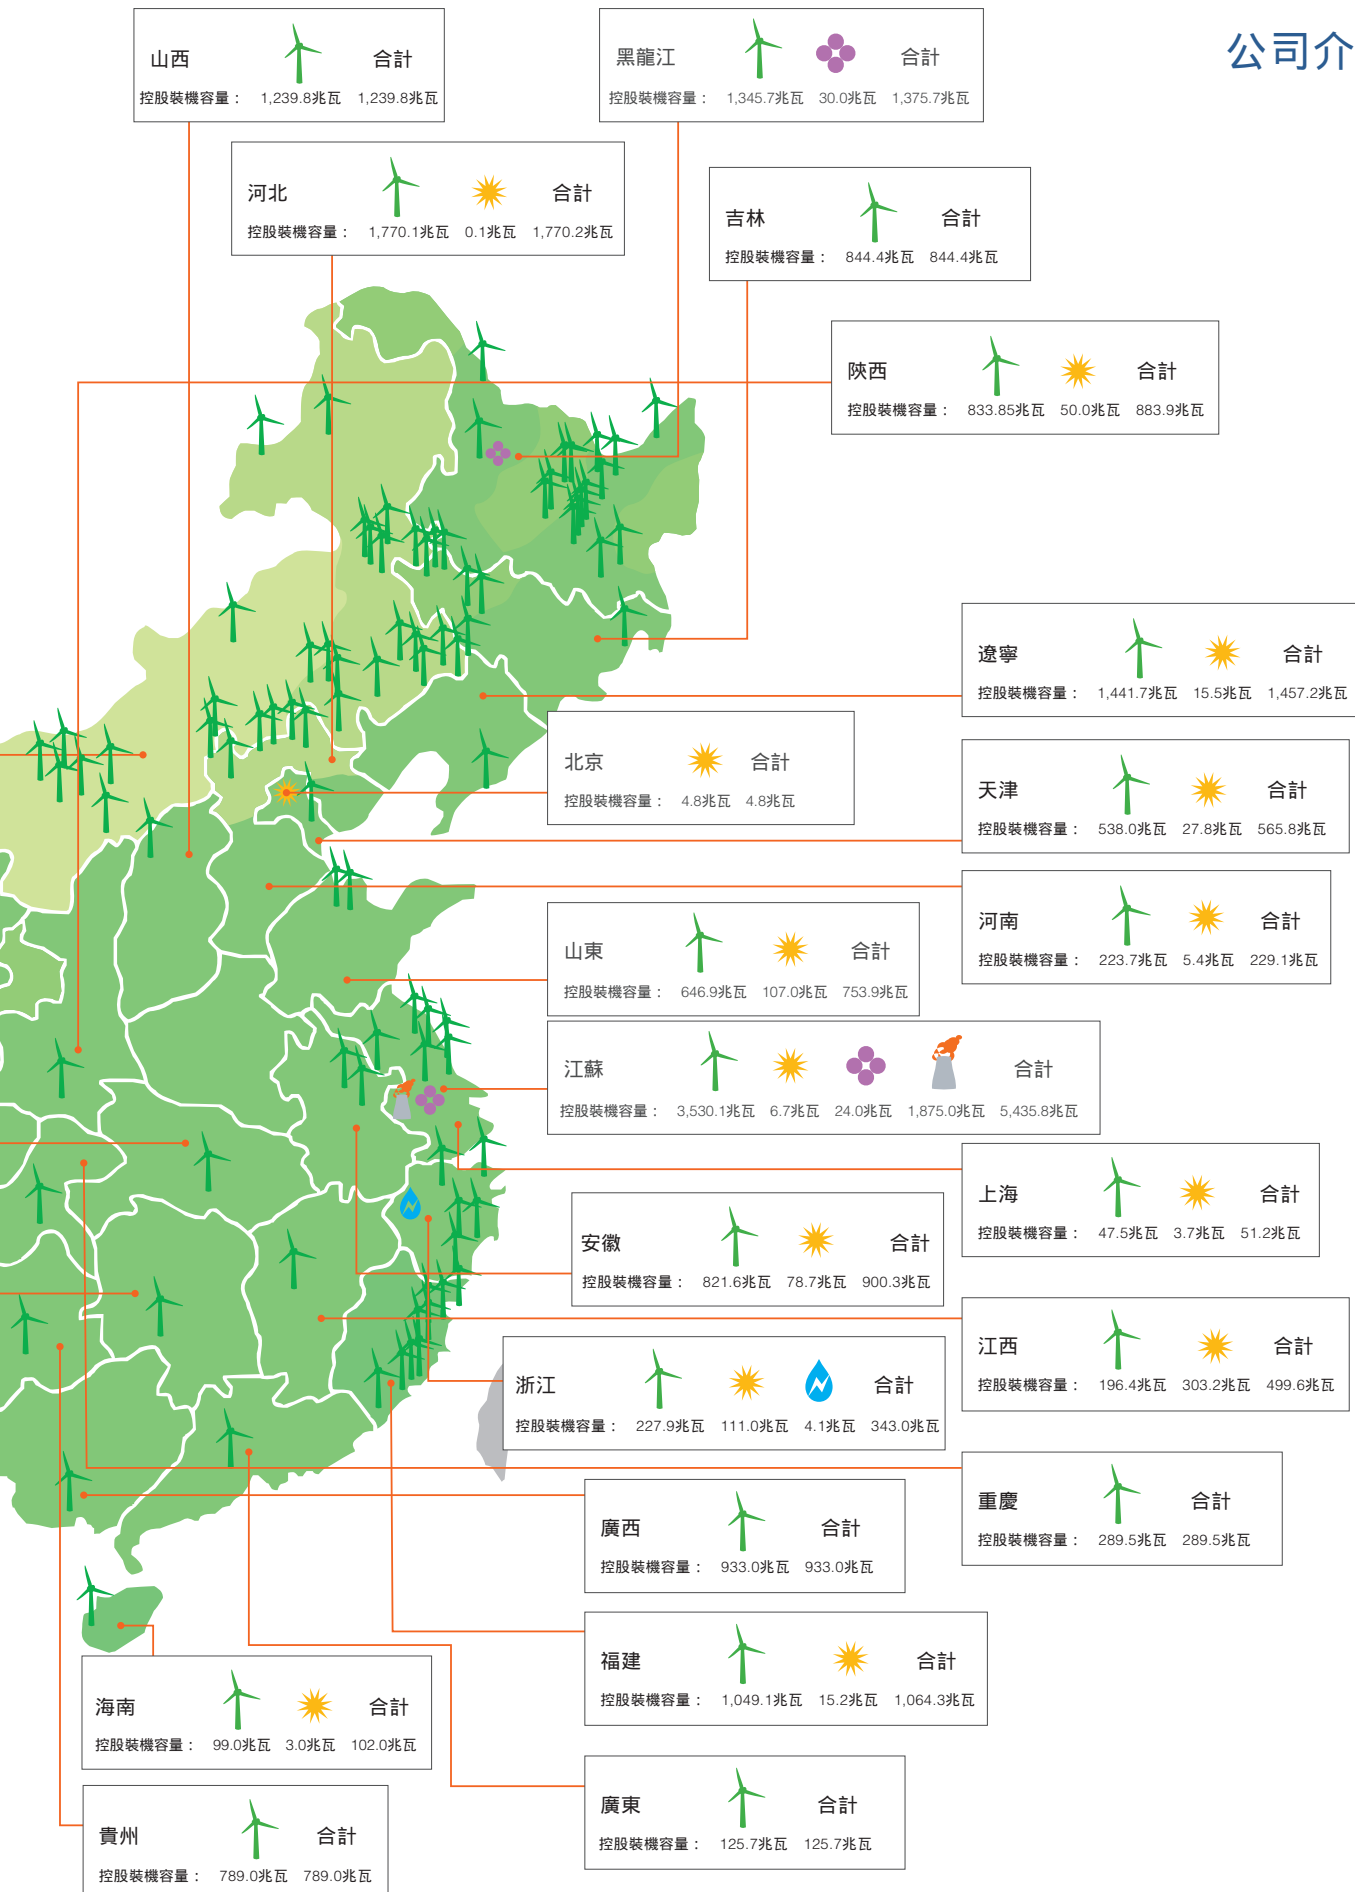 公司介
山西 合計
控股裝機容量： 1,239.8兆瓦 1,239.8兆瓦
黑龍江 合計
控股裝機容量： 1,345.7兆瓦 30.0兆瓦 1,375.7兆瓦
河北 合計
控股裝機容量： 1,770.1兆瓦 0.1兆瓦 1,770.2兆瓦
吉林 合計
控股裝機容量： 844.4兆瓦 844.4兆瓦
陝西 合計
控股裝機容量： 833.85兆瓦 50.0兆瓦 883.9兆瓦
遼寧 合計
控股裝機容量： 1,441.7兆瓦 15.5兆瓦 1,457.2兆瓦
北京 合計
控股裝機容量： 4.8兆瓦 4.8兆瓦
天津 合計
控股裝機容量： 538.0兆瓦 27.8兆瓦 565.8兆瓦
河南 合計
控股裝機容量： 223.7兆瓦 5.4兆瓦 229.1兆瓦
山東 合計
控股裝機容量： 646.9兆瓦 107.0兆瓦 753.9兆瓦
江蘇 合計
控股裝機容量： 3,530.1兆瓦 6.7兆瓦 24.0兆瓦 1,875.0兆瓦 5,435.8兆瓦
上海 合計
控股裝機容量： 47.5兆瓦 3.7兆瓦 51.2兆瓦
安徽 合計
控股裝機容量： 821.6兆瓦 78.7兆瓦 900.3兆瓦
江西 合計
控股裝機容量： 196.4兆瓦 303.2兆瓦 499.6兆瓦
浙江 合計
控股裝機容量： 227.9兆瓦 111.0兆瓦 4.1兆瓦 343.0兆瓦
重慶 合計
控股裝機容量： 289.5兆瓦 289.5兆瓦
廣西 合計
控股裝機容量： 933.0兆瓦 933.0兆瓦
福建 合計
控股裝機容量： 1,049.1兆瓦 15.2兆瓦 1,064.3兆瓦
海南 合計
控股裝機容量： 99.0兆瓦 3.0兆瓦 102.0兆瓦
廣東 合計
控股裝機容量： 125.7兆瓦 125.7兆瓦
貴州 合計
控股裝機容量： 789.0兆瓦 789.0兆瓦